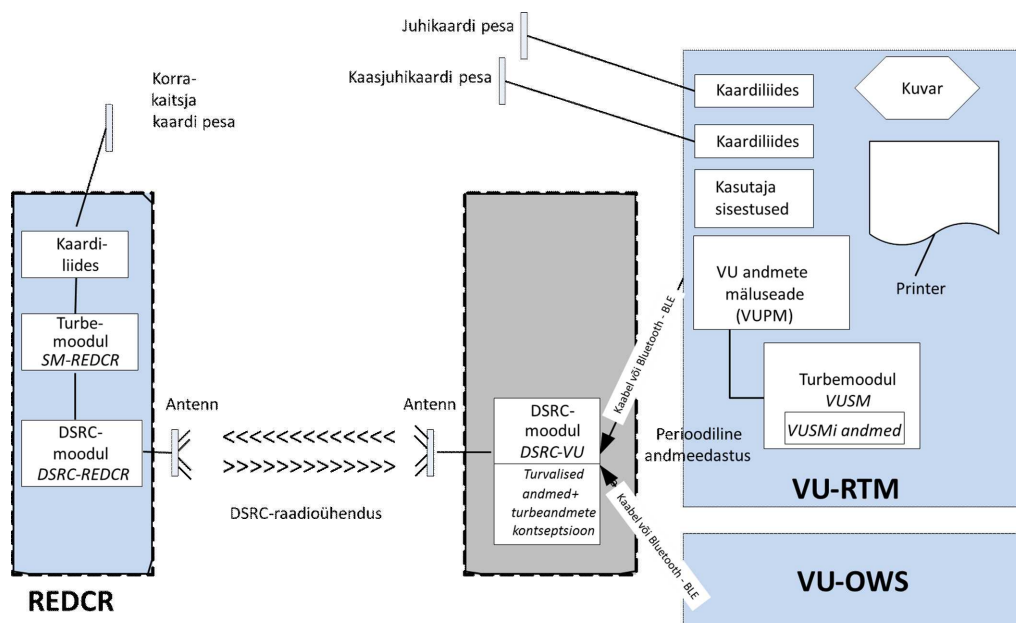 Juhikaardi pesa
Kaasjuhikaardi pesa
Korra-
kaitsja
kaardi pesa
Kaardi-
liides
Turbe-
moodul
SM-REDCR
DSRC-
moodul
DSRC-REDCR
REDCR
Antenn
<<<<<<<<<<<<<
>>>>>>>>>>>>>
DSRC-raadioühendus
Antenn
DSRC-
moodul
DSRC-VU
Turvalised
andmed+
turbeandmete
kontseptsioon
Kaabel või Bluetooth - BLE
Perioodiline
andmeedastus
Kaabel või Bluetooth - BLE
Kaardiliides
Kaardiliides
Kasutaja
sisestused
Kuvar
Printer
VU andmete
mäluseade
(VUPM)
Turbemoodul
VUSM
VUSMi andmed
VU-RTM
VU-OWS